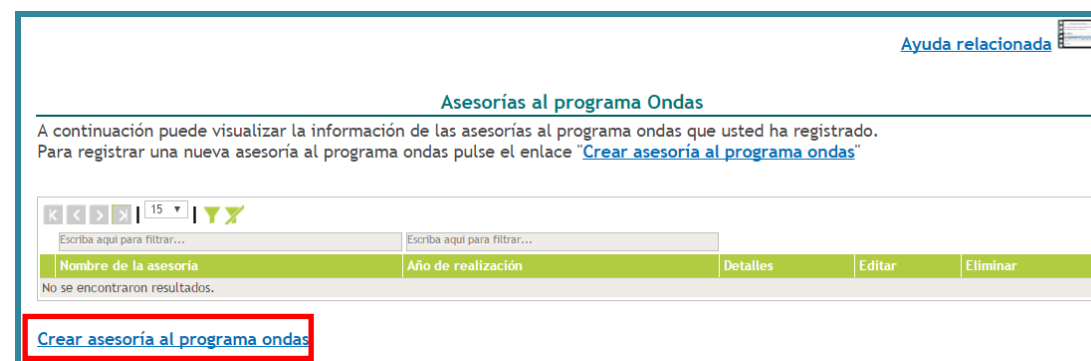 Ayuda relacionada
Asesorías al programa Ondas
A continuación puede visualizar la información de las asesorías al programa ondas que usted ha registrado.
Para registrar una nueva asesoría al programa ondas pulse el enlace "Crear asesoría al programa ondas"
15
Escriba aqui para filtrar... Escriba aqui para filtrar...
Nombre de la asesoría Año de realización Detalles Editar Eliminar
No se encontraron resultados.
Crear asesoría al programa ondas